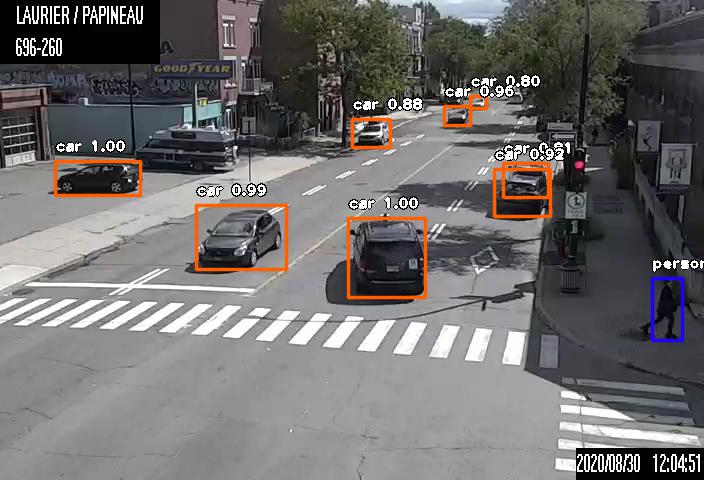 LAURIER / PAPINEAU
696-260
GOODYEAR
car 0.80
car 0.96
car 0.88
car 1.00
car 0.92
car 0.99
car 1.00
person
2020/08/30 12:04:51